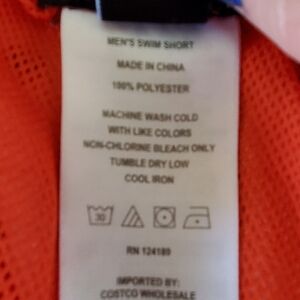 MEN'S SWIM SHORT
MADE IN CHINA
100% POLYESTER
MACHINE WASH COLD
WITH LIKE COLORS
NON-CHLORINE BLEACH ONLY
TUMBLE DRY LOW
COOL IRON
30
RN 124189
IMPORTED BY:
COSTCO WHOLESALE